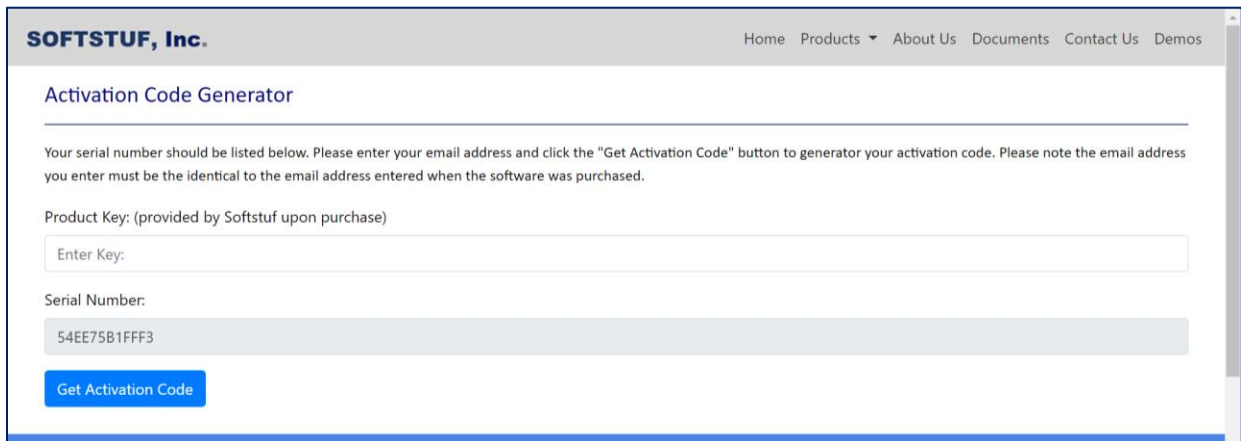 SOFTSTUF, Inc.
Home Products About Us Documents Contact Us Demos
Activation Code Generator
Your serial number should be listed below. Please enter your email address and click the "Get Activation Code" button to generator your activation code. Please note the email address
you enter must be the identical to the email address entered when the software was purchased.
Product Key: (provided by Softstuf upon purchase)
Enter Key:
Serial Number:
54EE75B1FFF3
Get Activation Code